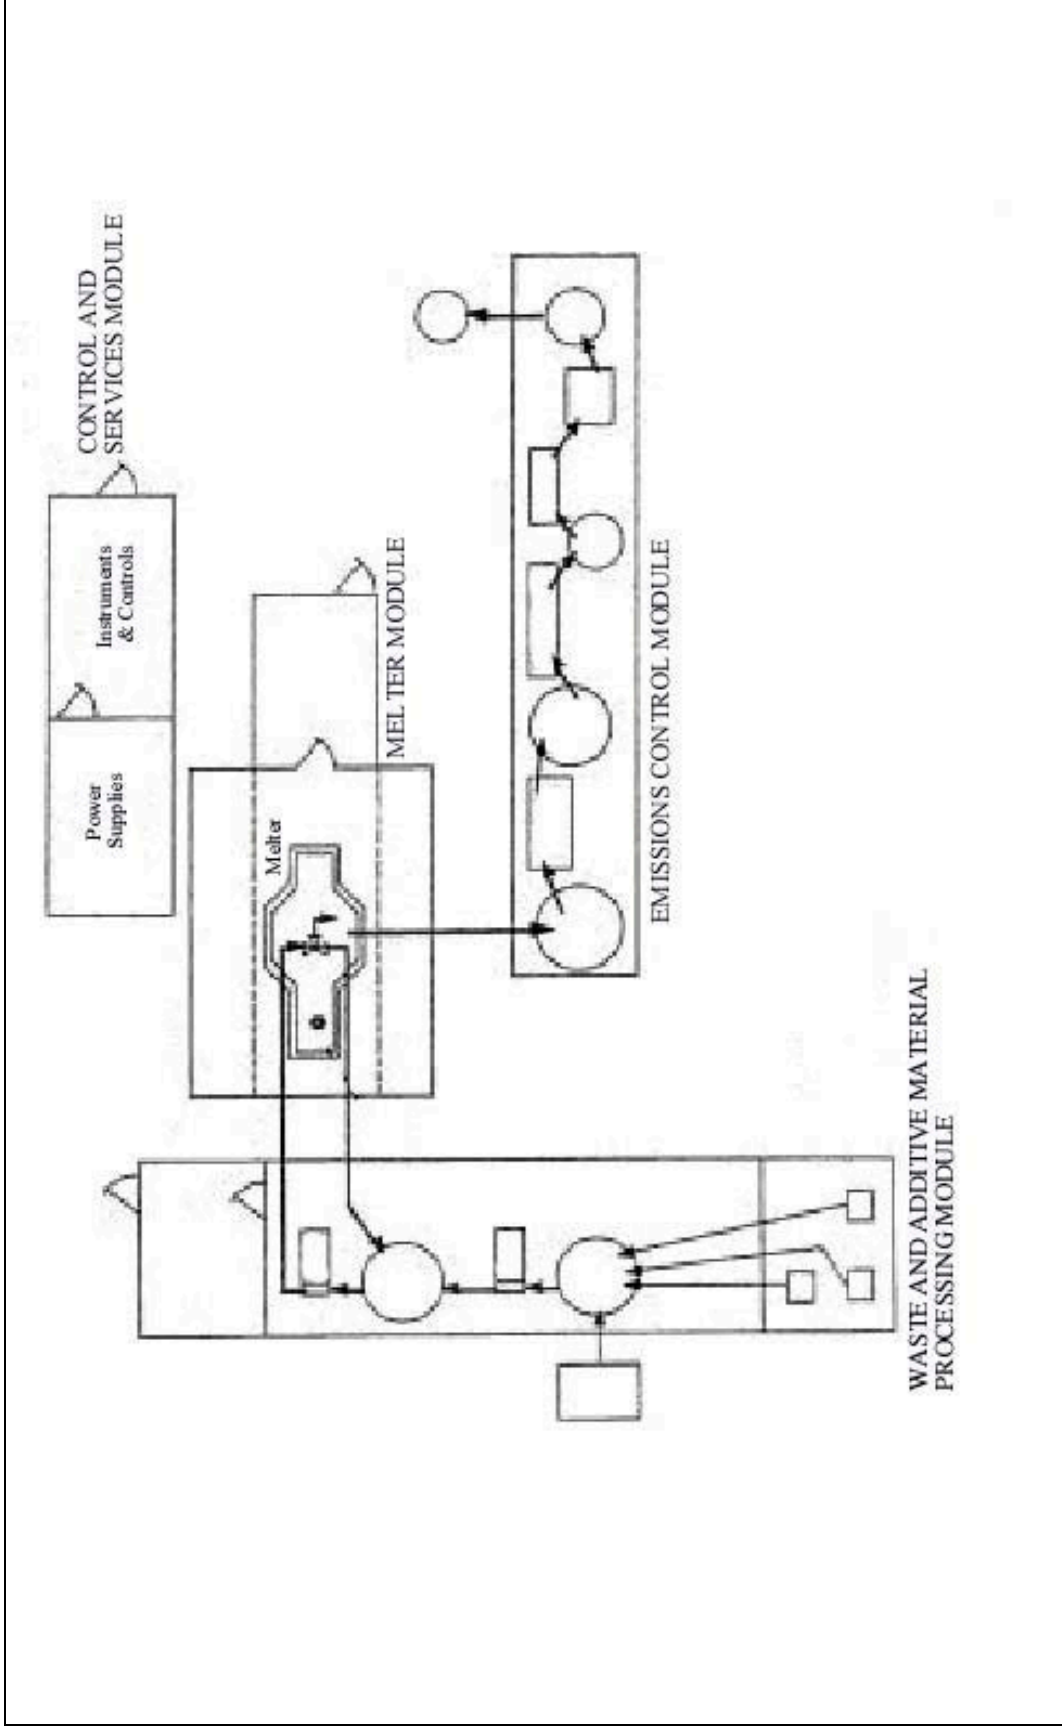 CONTROL AND
SERVICES MODULE
Instruments
& Controls
Power
Supplies
MELTER MODULE
Melter
EMISSIONS CONTROL MODULE
WASTE AND ADDITIVE MATERIAL
PROCESSING MODULE